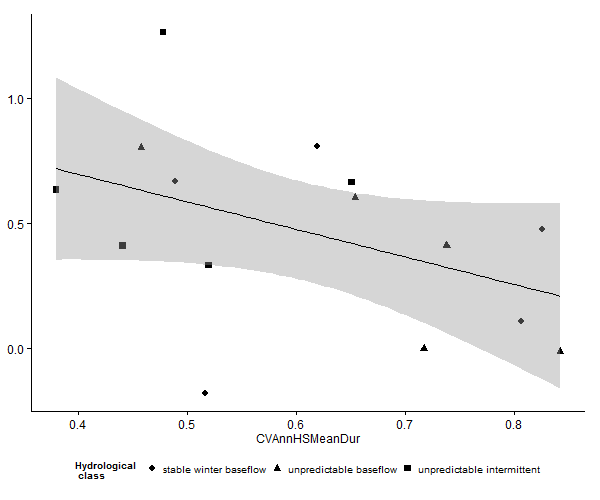 1.0
0.5
0.0
0.4 0.5 0.6 0.7 0.8
CVAnnHSMeanDur
Hydrological
class
stable winter baseflow unpredictable baseflow unpredictable intermittent